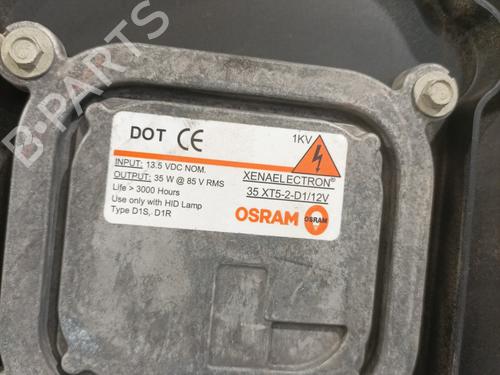 DOT CE
1KV
INPUT: 13.5 VDC NOM.
OUTPUT: 35 W @ 85 V RMS
Life > 3000 Hours
Use only with HID Lamp
Type D1S, D1R
XENAELECTRON®
35 XT5-2-D1/12V
OSRAM OSRAM
B-PARTS